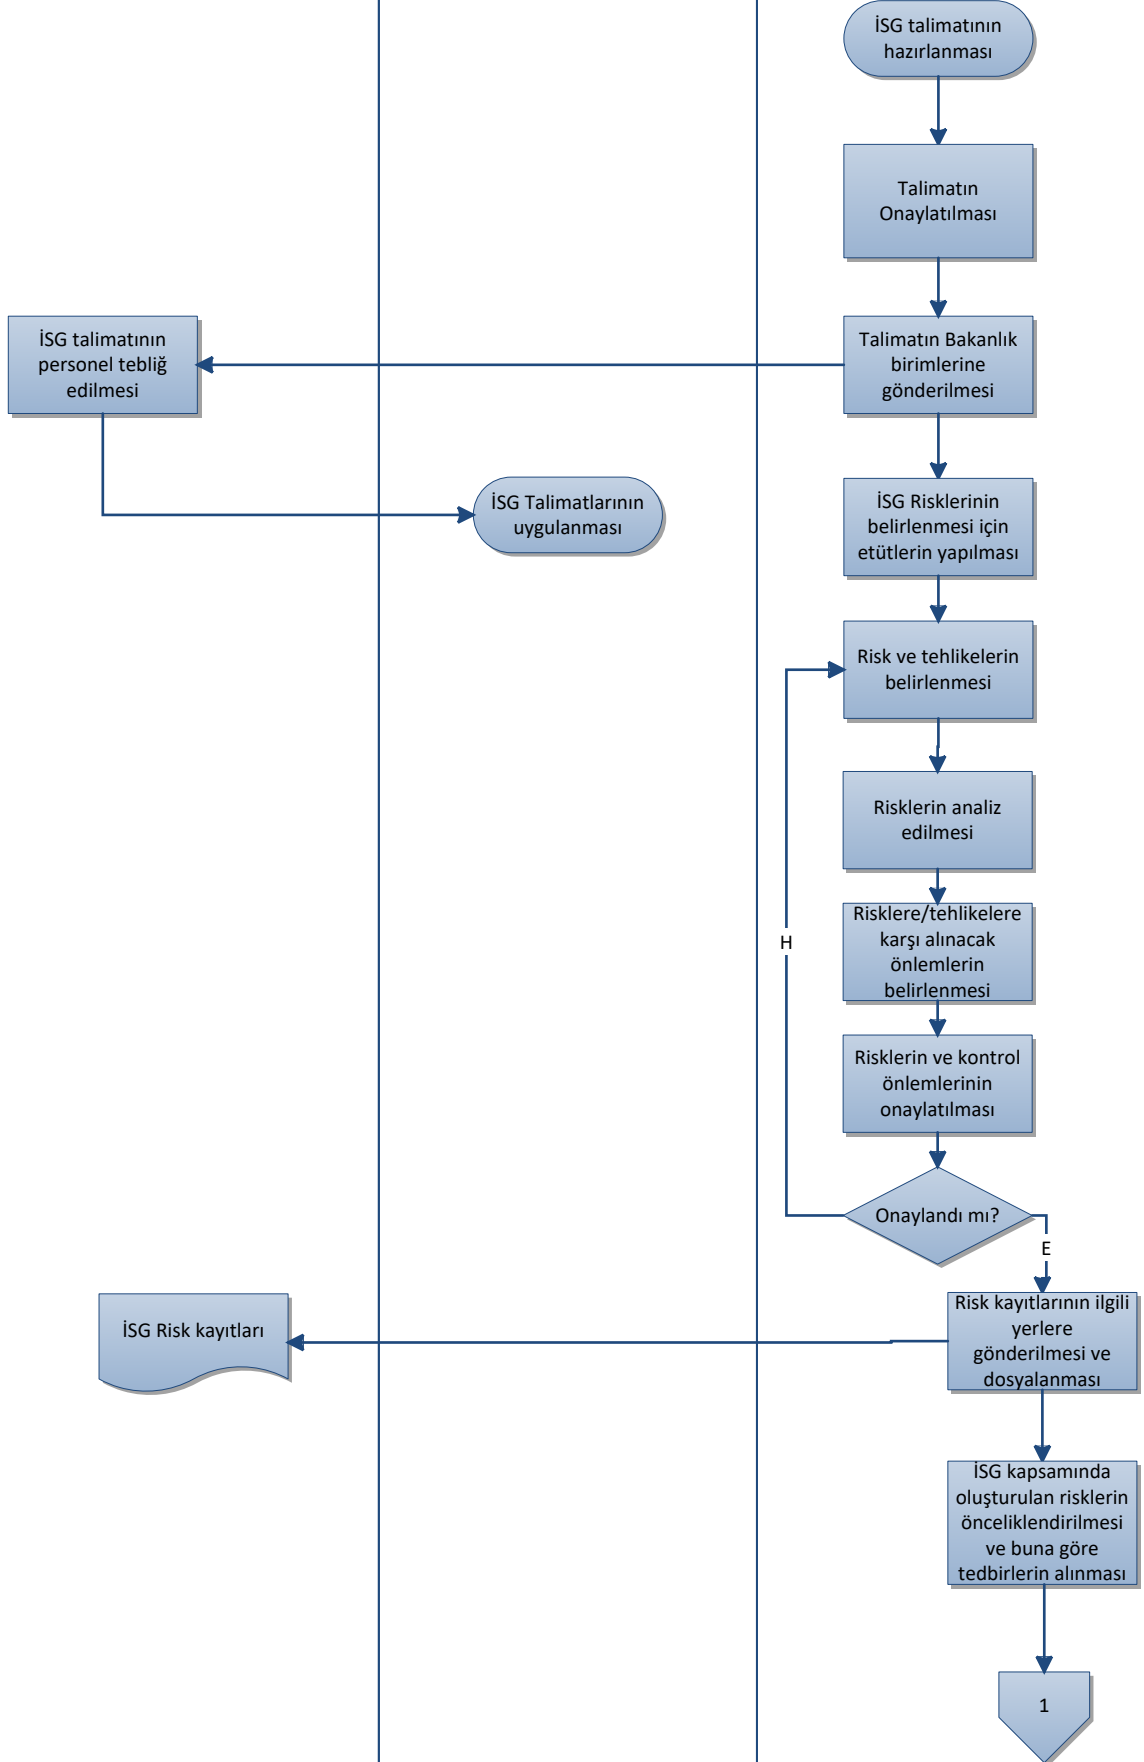 İSG talimatının
hazırlanması
Talimatın
Onaylatılması
İSG talimatının
personel tebliğ
edilmesi
Talimatın Bakanlık
birimlerine
gönderilmesi
İSG Talimatlarının
uygulanması
İSG Risklerinin
belirlenmesi için
etütlerin yapılması
Risk ve tehlikelerin
belirlenmesi
Risklerin analiz
edilmesi
Risklere/tehlikelere
karşı alınacak
önlemlerin
belirlenmesi
H
Risklerin ve kontrol
önlemlerinin
onaylatılması
Onaylandı mı?
E
İSG Risk kayıtları
Risk kayıtlarının ilgili
yerlere
gönderilmesi ve
dosyalanması
İSG kapsamında
oluşturulan risklerin
önceliklendirilmesi
ve buna göre
tedbirlerin alınması
1